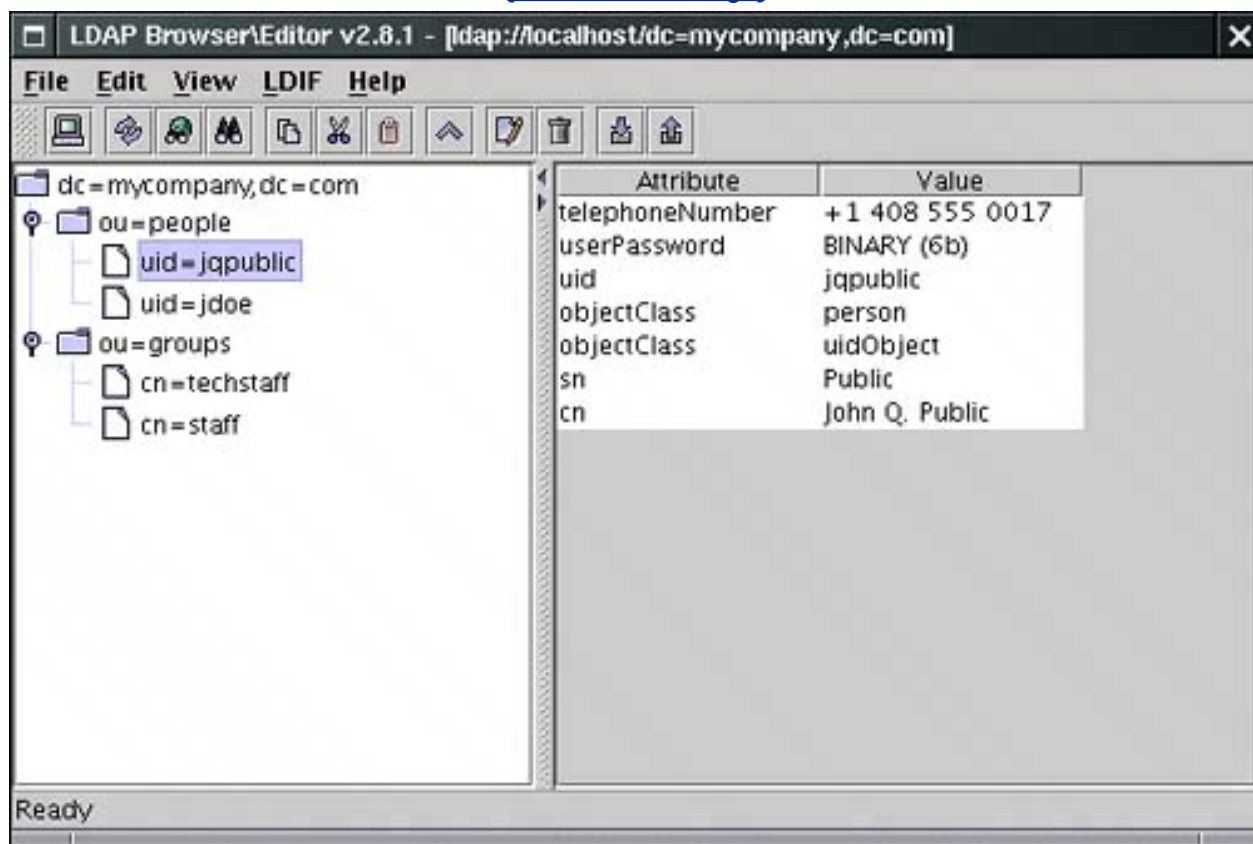 LDAP Browser\Editor v2.8.1 - [ldap://localhost/dc=mycompany,dc=com]
File Edit View LDIF Help
dc=mycompany,dc=com
ou=people
uid=jqpublic
uid=jdoe
ou=groups
cn=techstaff
cn=staff
Attribute Value
telephoneNumber +1 408 555 0017
userPassword BINARY (6b)
uid jqpublic
objectClass person
objectClass uidObject
sn Public
cn John Q. Public
Ready